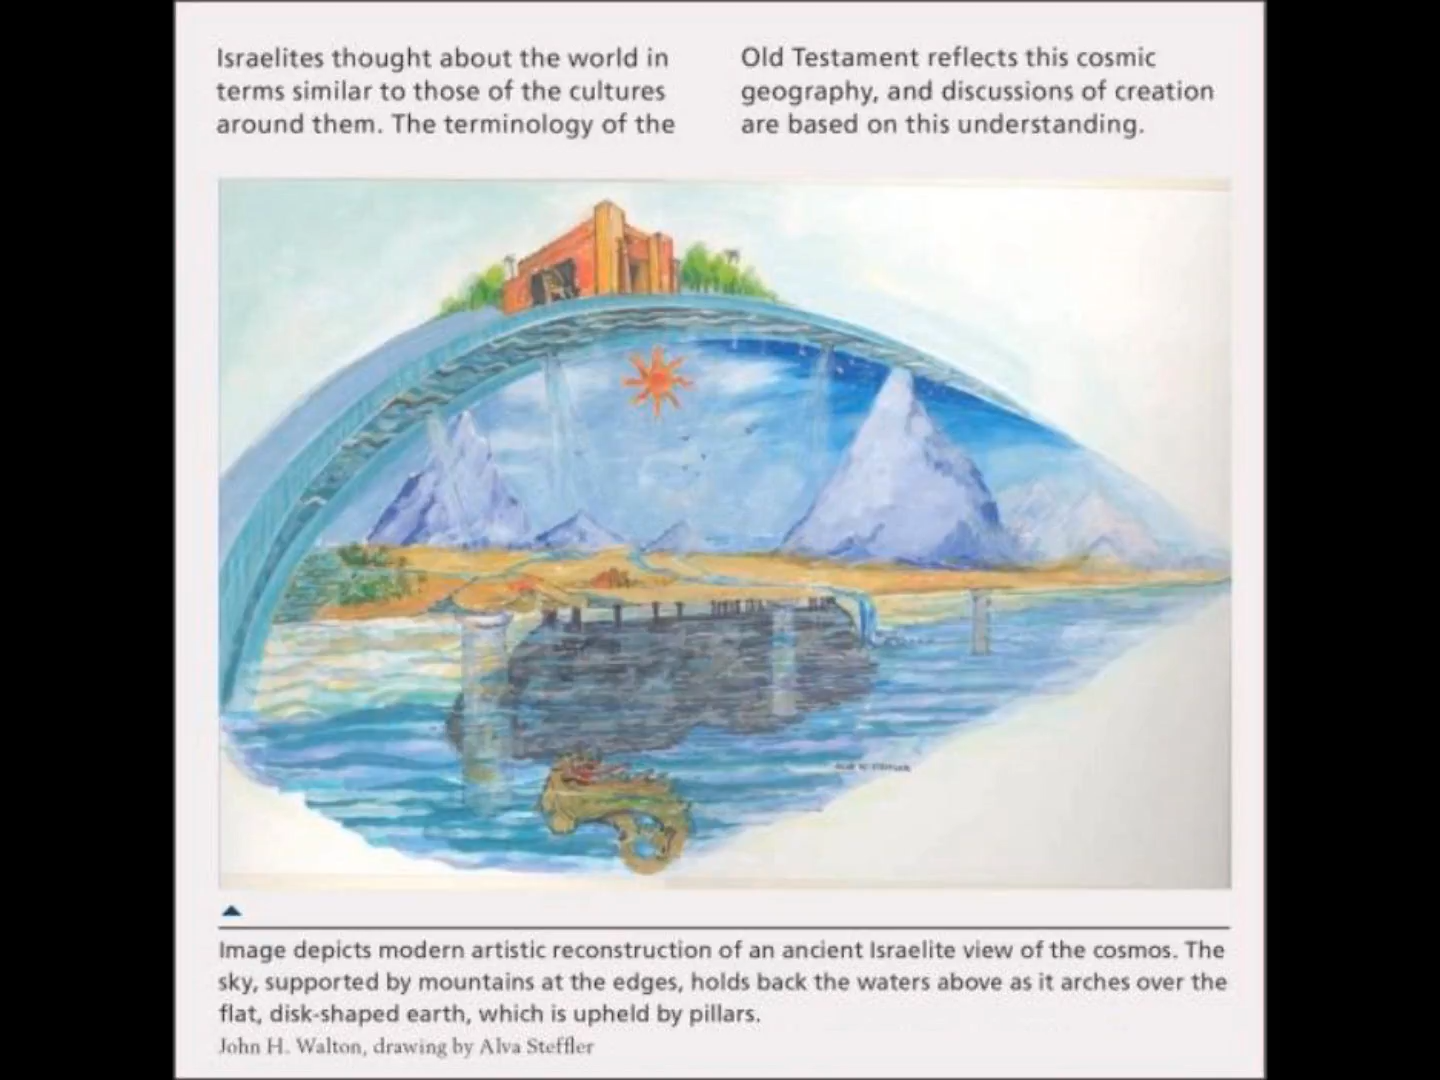 Israelites thought about the world in
terms similar to those of the cultures
around them. The terminology of the
Old Testament reflects this cosmic
geography, and discussions of creation
are based on this understanding.
Image depicts modern artistic reconstruction of an ancient Israelite view of the cosmos. The
sky, supported by mountains at the edges, holds back the waters above as it arches over the
flat, disk-shaped earth, which is upheld by pillars.
John H. Walton, drawing by Alva Steffler